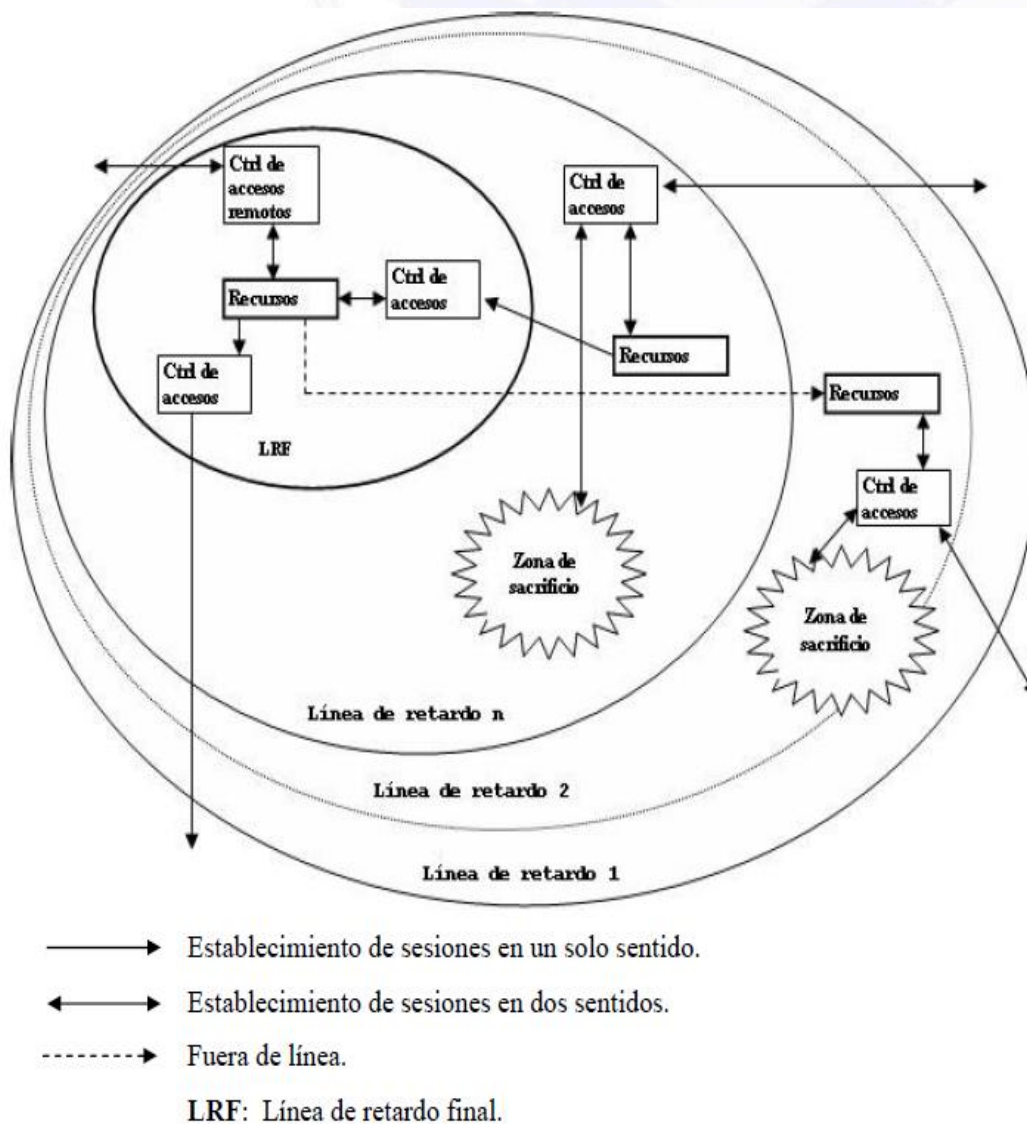 Ctrl de
accesos
remotos
Ctrl de
accesos
Ctrl de
accesos
Recursos
Recursos
Ctrl de
accesos
Recursos
LRF
Ctrl de
accesos
Zona de
sacrificio
Zona de
sacrificio
Línea de retardo n
Línea de retardo 2
Línea de retardo 1
Establecimiento de sesiones en un solo sentido.
Establecimiento de sesiones en dos sentidos.
Fuera de línea.
LRF: Línea de retardo final.